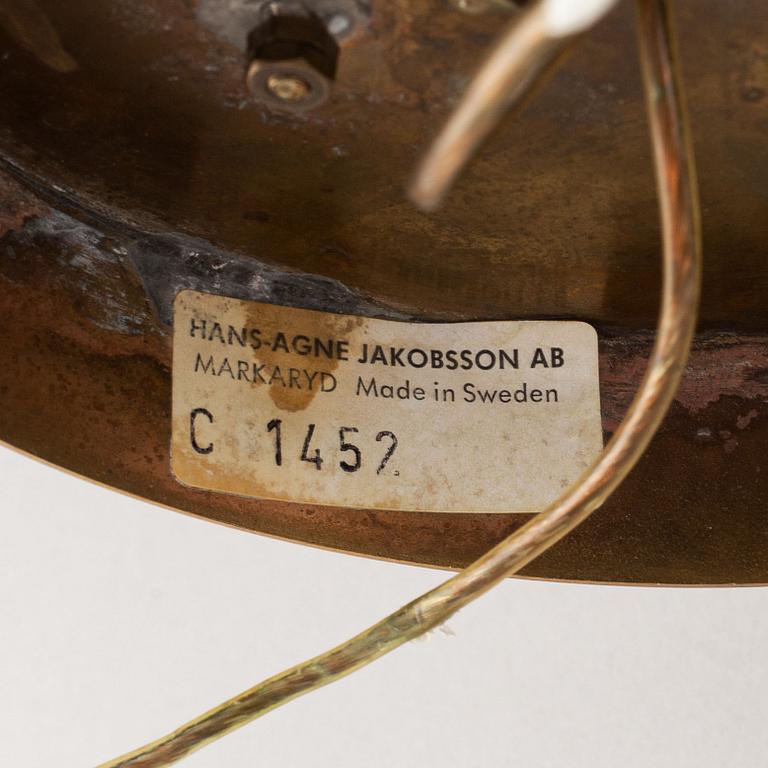 HANS-AGNE JAKOBSSON AB
MARKARYD Made in Sweden
C 1452